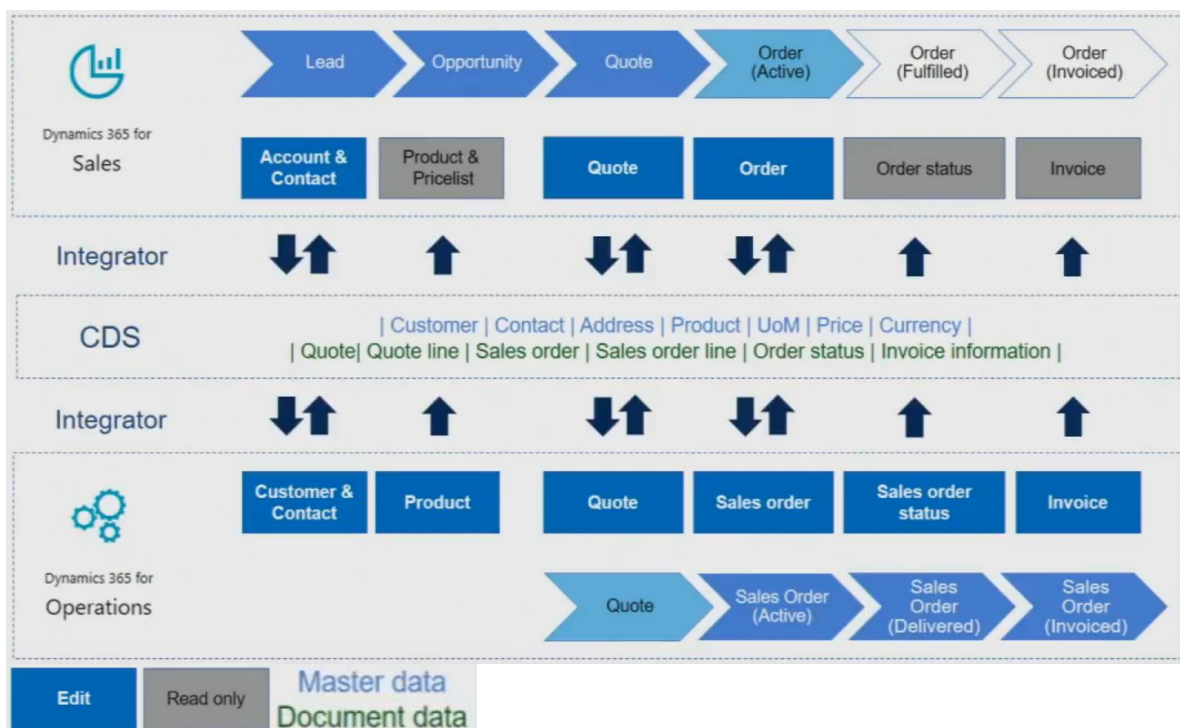 Lead
Opportunity
Quote
Order
(Active)
Order
(Fulfilled)
Order
(Invoiced)
Dynamics 365 for
Sales
Account &
Contact
Product &
Pricelist
Quote
Order
Order status
Invoice
Integrator
CDS
| Customer | Contact | Address | Product | UoM | Price | Currency |
| Quote| Quote line | Sales order | Sales order line | Order status | Invoice information |
Integrator
Customer &
Contact
Product
Quote
Sales order
Sales order
status
Invoice
Dynamics 365 for
Operations
Quote
Sales Order
(Active)
Sales
Order
(Delivered)
Sales
Order
(Invoiced)
Edit
Read only
Master data
Document data